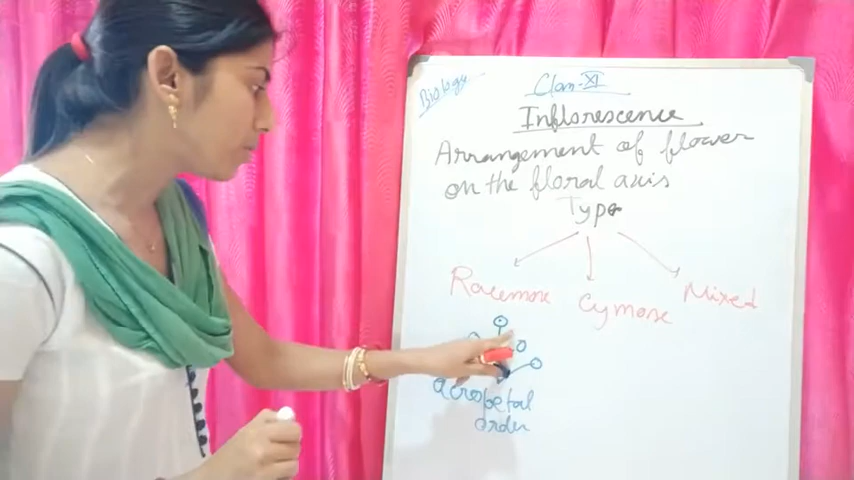 Biology
Class-XI
Inflorescence
Arrangement of flower
on the floral axis
Type
Racemose Cymose Mixed
acropetal
order